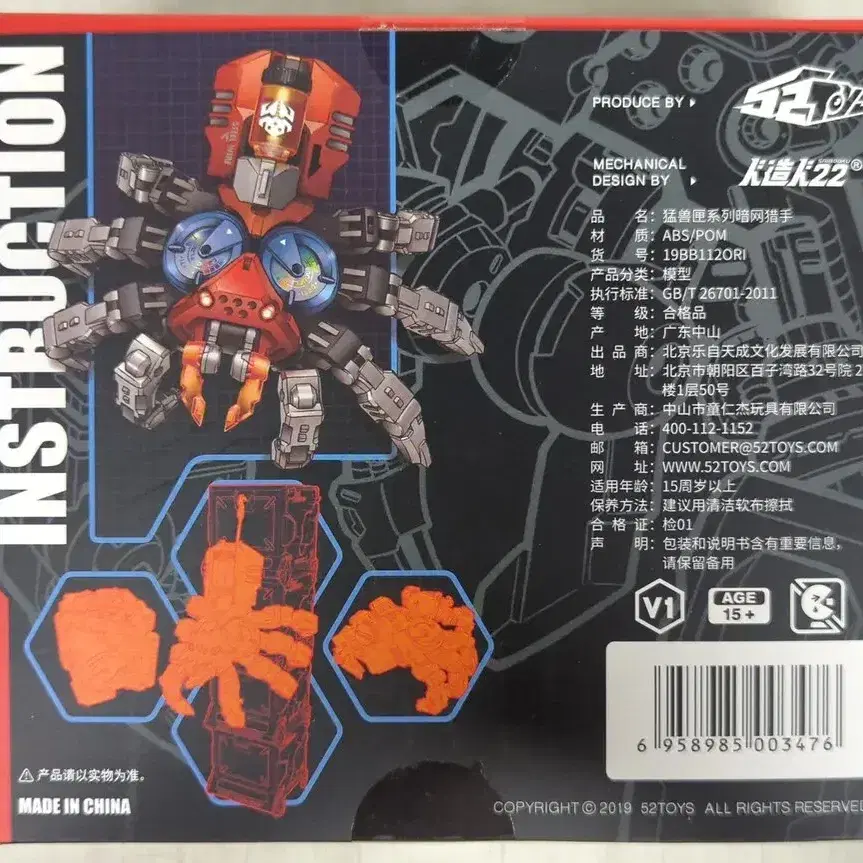 INSTRUCTION
PRODUCE BY
52TOYS
MECHANICAL
DESIGN BY
人造人22®
品 名：猛兽匣系列暗网猎手
材 质：ABS/POM
货 号：19BB112ORI
产品分类：模型
执行标准：GB/T 26701-2011
等 级：合格品
产 地：广东中山
出 品 商：北京乐自天成文化发展有限公司
地 址：北京市朝阳区百子湾路32号院2
楼1层50号
生 产 商：中山市童仁杰玩具有限公司
电 话：400-112-1152
邮 箱：CUSTOMER@52TOYS.COM
网 址：WWW.52TOYS.COM
适用年龄：15周岁以上
保养方法：建议用清洁软布擦拭
合 格 证：检01
声 明：包装和说明书含有重要信息，
请保留备用
V1
AGE
15 +
6 958985 003476
产品请以实物为准。
MADE IN CHINA
COPYRIGHT © 2019 52TOYS ALL RIGHTS RESERVED